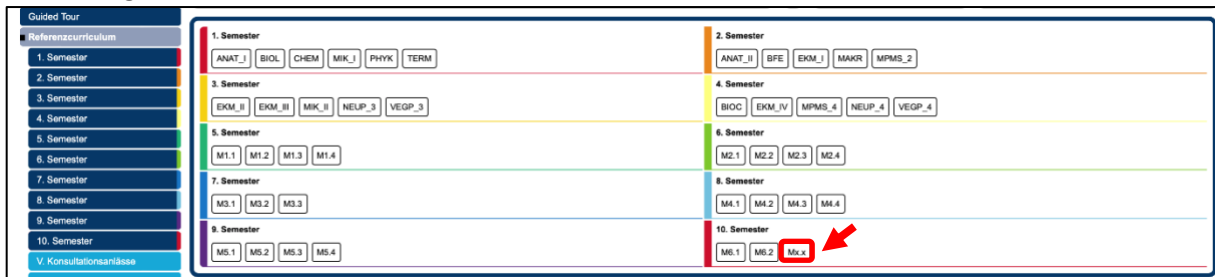 Guided Tour
Referenzcurriculum
1. Semester
2. Semester
3. Semester
4. Semester
5. Semester
6. Semester
7. Semester
8. Semester
9. Semester
10. Semester
V. Konsultationsanlässe
1. Semester
ANAT_I BIOL CHEM MIK_I PHYK TERM
2. Semester
ANAT_II BFE EKM_I MAKR MPMS_2
3. Semester
EKM_II EKM_III MIK_II NEUP_3 VEGP_3
4. Semester
BIOC EKM_IV MPMS_4 NEUP_4 VEGP_4
5. Semester
M1.1 M1.2 M1.3 M1.4
6. Semester
M2.1 M2.2 M2.3 M2.4
7. Semester
M3.1 M3.2 M3.3
8. Semester
M4.1 M4.2 M4.3 M4.4
9. Semester
M5.1 M5.2 M5.3 M5.4
10. Semester
M6.1 M6.2 Mx.x